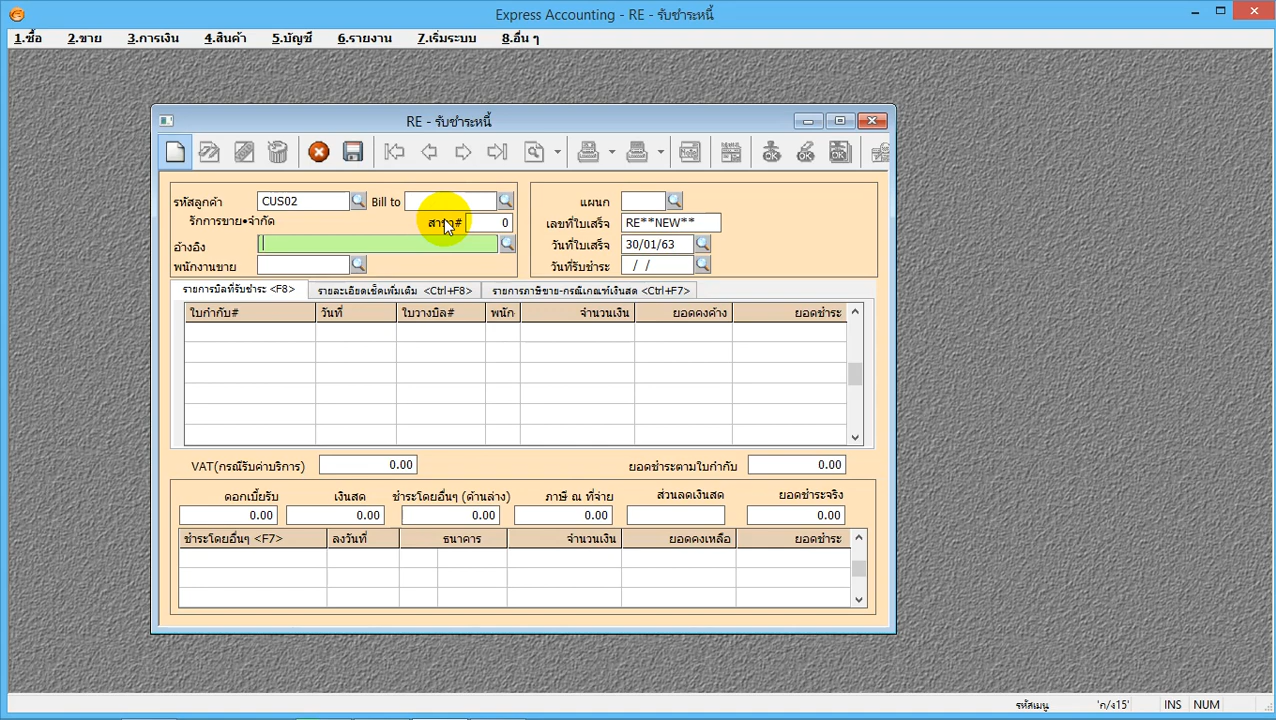 Express Accounting - RE - รับชำระหนี้
1.ซื้อ 2.ขาย 3.การเงิน 4.สินค้า 5.บัญชี 6.รายงาน 7.เริ่มระบบ 8.อื่น ๆ
RE - รับชำระหนี้
รหัสลูกค้า CUS02 Bill to แผนก
รักการขาย•จำกัด สาขา# 0 เลขที่ใบเสร็จ RE**NEW**
อ้างอิง วันที่ใบเสร็จ 30/01/63
พนักงานขาย วันที่รับชำระ / /
รายการบิลที่รับชำระ <F8> รายละเอียดเช็คเพิ่มเติม <Ctrl+F8> รายการภาษีขาย-กรณีเกณฑ์เงินสด <Ctrl+F7>
ใบกำกับ# วันที่ ใบวางบิล# พนัก จำนวนเงิน ยอดคงค้าง ยอดชำระ
VAT(กรณีรับค่าบริการ) 0.00 ยอดชำระตามใบกำกับ 0.00
ดอกเบี้ยรับ เงินสด ชำระโดยอื่นๆ (ด้านล่าง) ภาษี ณ ที่จ่าย ส่วนลดเงินสด ยอดชำระจริง
0.00 0.00 0.00 0.00 0.00
ชำระโดยอื่นๆ <F7> ลงวันที่ ธนาคาร จำนวนเงิน ยอดคงเหลือ ยอดชำระ
รหัสเมนู 'ก/ง15' INS NUM